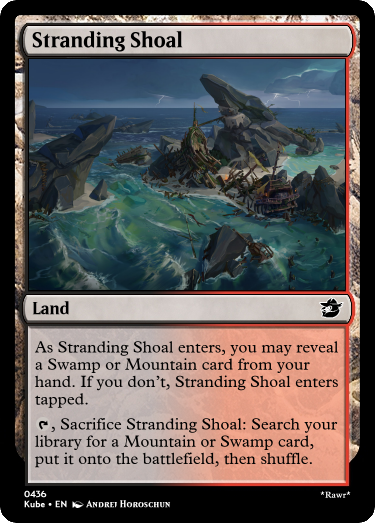 Stranding Shoal
Land
As Stranding Shoal enters, you may reveal
a Swamp or Mountain card from your
hand. If you don't, Stranding Shoal enters
tapped.
, Sacrifice Stranding Shoal: Search your
library for a Mountain or Swamp card,
put it onto the battlefield, then shuffle.
0436
Kube • EN Andrej Horoschun
*Rawr*